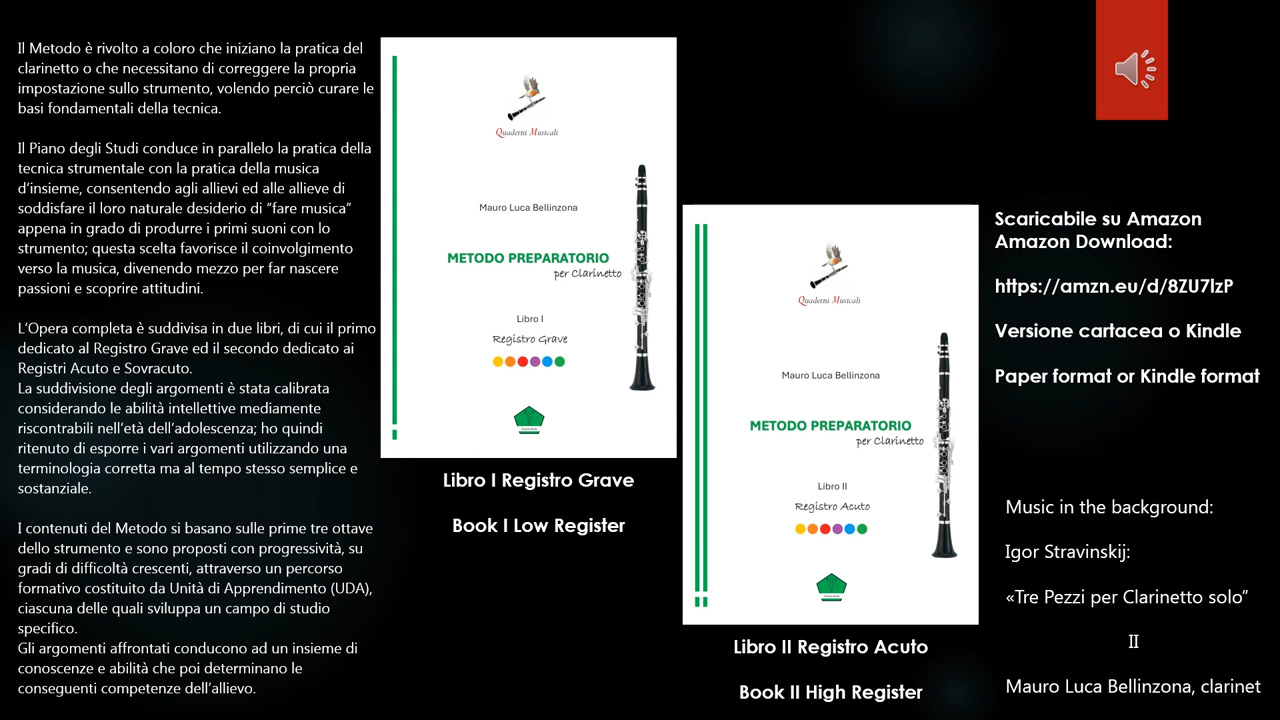 Il Metodo è rivolto a coloro che iniziano la pratica del
clarinetto o che necessitano di correggere la propria
impostazione sullo strumento, volendo perciò curare le
basi fondamentali della tecnica.
Il Piano degli Studi conduce in parallelo la pratica della
tecnica strumentale con la pratica della musica
d'insieme, consentendo agli allievi ed alle allieve di
soddisfare il loro naturale desiderio di "fare musica"
appena in grado di produrre i primi suoni con lo
strumento; questa scelta favorisce il coinvolgimento
verso la musica, divenendo mezzo per far nascere
passioni e scoprire attitudini.
L'Opera completa è suddivisa in due libri, di cui il primo
dedicato al Registro Grave ed il secondo dedicato ai
Registri Acuto e Sovracuto.
La suddivisione degli argomenti è stata calibrata
considerando le abilità intellettive mediamente
riscontrabili nell'età dell'adolescenza; ho quindi
ritenuto di esporre i vari argomenti utilizzando una
terminologia corretta ma al tempo stesso semplice e
sostanziale.
I contenuti del Metodo si basano sulle prime tre ottave
dello strumento e sono proposti con progressività, su
gradi di difficoltà crescenti, attraverso un percorso
formativo costituito da Unità di Apprendimento (UDA),
ciascuna delle quali sviluppa un campo di studio
specifico.
Gli argomenti affrontati conducono ad un insieme di
conoscenze e abilità che poi determinano le
conseguenti competenze dell'allievo.
Quaderni Musicali
Mauro Luca Bellinzona
METODO PREPARATORIO
per Clarinetto
Libro I
Registro Grave
Libro I Registro Grave
Book I Low Register
Quaderni Musicali
Mauro Luca Bellinzona
METODO PREPARATORIO
per Clarinetto
Libro II
Registro Acuto
Libro II Registro Acuto
Book II High Register
Scaricabile su Amazon
Amazon Download:
https://amzn.eu/d/8ZU7lzP
Versione cartacea o Kindle
Paper format or Kindle format
Music in the background:
Igor Stravinskij:
«Tre Pezzi per Clarinetto solo"
II
Mauro Luca Bellinzona, clarinet